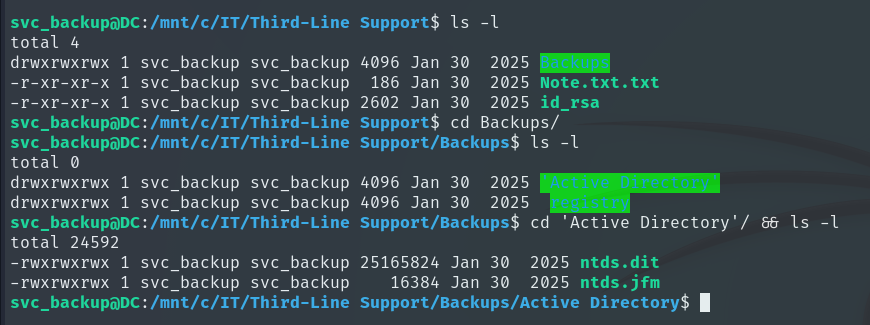 svc_backup@DC:/mnt/c/IT/Third-Line Support$ ls -l
total 4
drwxrwxrwx 1 svc_backup svc_backup 4096 Jan 30  2025 Backups
-r-xr-xr-x 1 svc_backup svc_backup  186 Jan 30  2025 Note.txt.txt
-r-xr-xr-x 1 svc_backup svc_backup 2602 Jan 30  2025 id_rsa
svc_backup@DC:/mnt/c/IT/Third-Line Support$ cd Backups/
svc_backup@DC:/mnt/c/IT/Third-Line Support/Backups$ ls -l
total 0
drwxrwxrwx 1 svc_backup svc_backup 4096 Jan 30  2025 'Active Directory'
drwxrwxrwx 1 svc_backup svc_backup 4096 Jan 30  2025  registry
svc_backup@DC:/mnt/c/IT/Third-Line Support/Backups$ cd 'Active Directory'/ && ls -l
total 24592
-rwxrwxrwx 1 svc_backup svc_backup 25165824 Jan 30  2025 ntds.dit
-rwxrwxrwx 1 svc_backup svc_backup    16384 Jan 30  2025 ntds.jfm
svc_backup@DC:/mnt/c/IT/Third-Line Support/Backups/Active Directory$